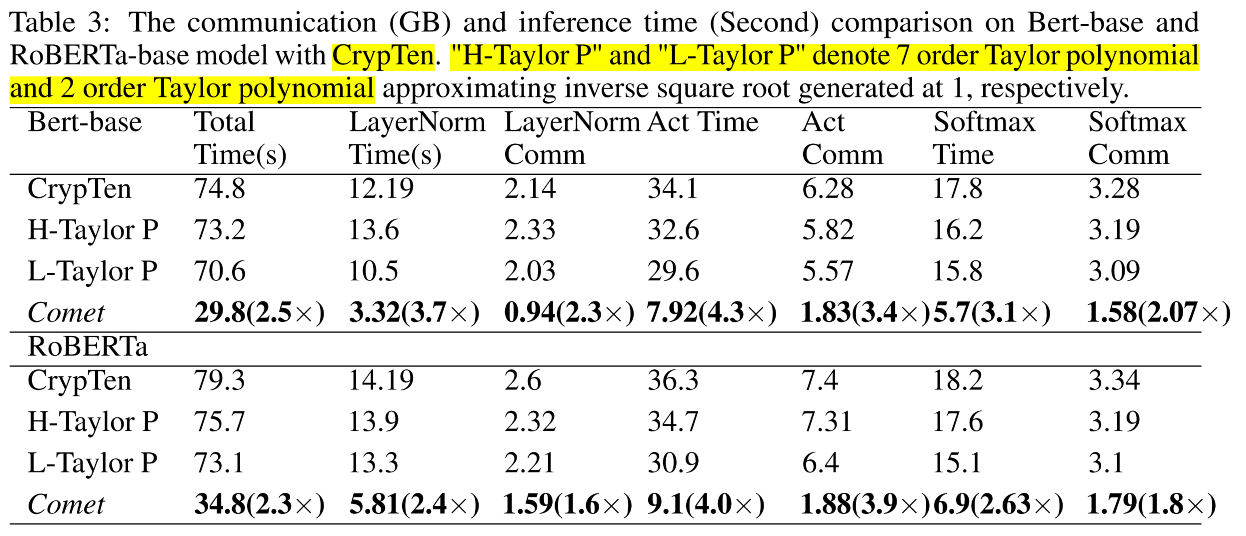 Table 3: The communication (GB) and inference time (Second) comparison on Bert-base and
RoBERTa-base model with CrypTen. "H-Taylor P" and "L-Taylor P" denote 7 order Taylor polynomial
and 2 order Taylor polynomial approximating inverse square root generated at 1, respectively.
Bert-base Total Time(s) LayerNorm Time(s) LayerNorm Comm Act Time Act Comm Softmax Time Softmax Comm
CrypTen 74.8 12.19 2.14 34.1 6.28 17.8 3.28
H-Taylor P 73.2 13.6 2.33 32.6 5.82 16.2 3.19
L-Taylor P 70.6 10.5 2.03 29.6 5.57 15.8 3.09
Comet 29.8(2.5×) 3.32(3.7×) 0.94(2.3×) 7.92(4.3×) 1.83(3.4×) 5.7(3.1×) 1.58(2.07×)
RoBERTa
CrypTen 79.3 14.19 2.6 36.3 7.4 18.2 3.34
H-Taylor P 75.7 13.9 2.32 34.7 7.31 17.6 3.19
L-Taylor P 73.1 13.3 2.21 30.9 6.4 15.1 3.1
Comet 34.8(2.3×) 5.81(2.4×) 1.59(1.6×) 9.1(4.0×) 1.88(3.9×) 6.9(2.63×) 1.79(1.8×)